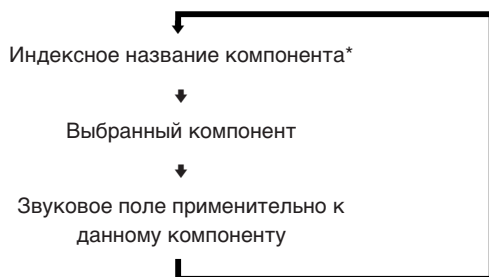 Индексное название компонента*
Выбранный компонент
Звуковое поле применительно к
данному компоненту